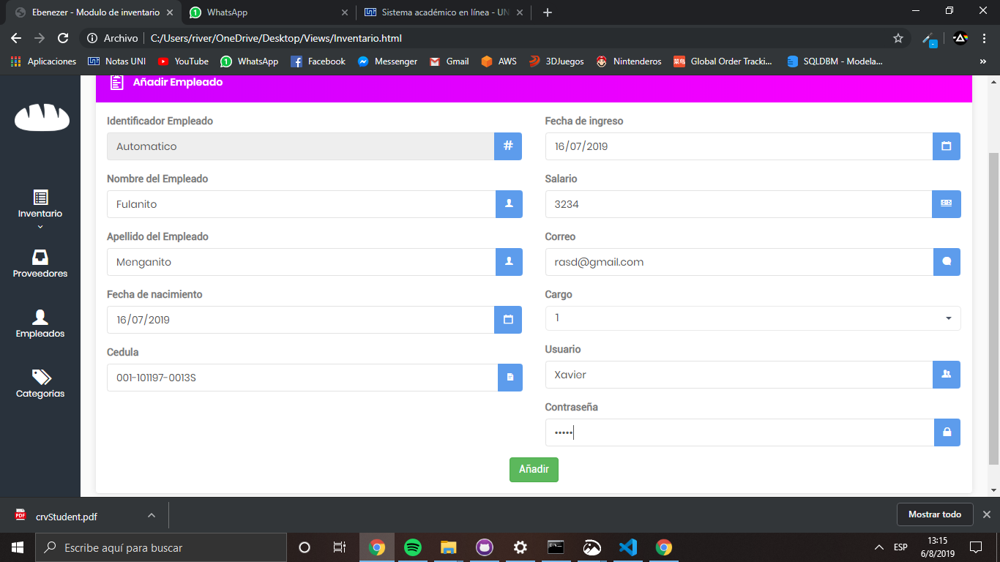 Ebenezer - Modulo de inventario
WhatsApp
Sistema académico en línea - UN
Archivo
C:/Users/river/OneDrive/Desktop/Views/Inventario.html
Aplicaciones
Notas UNI
YouTube
WhatsApp
Facebook
Messenger
Gmail
AWS
3DJuegos
Nintenderos
Global Order Tracki...
SQLDBM - Modela...
»
Inventario
Proveedores
Empleados
Categorias
Añadir Empleado
Identificador Empleado
Automatico
#
Nombre del Empleado
Fulanito
Apellido del Empleado
Menganito
Fecha de nacimiento
16/07/2019
Cedula
001-101197-0013S
Fecha de ingreso
16/07/2019
Salario
3234
Correo
rasd@gmail.com
Cargo
1
Usuario
Xavier
Contraseña
•••••
Añadir
PDF
crvStudent.pdf
Mostrar todo
Escribe aquí para buscar
ESP
13:15
6/8/2019